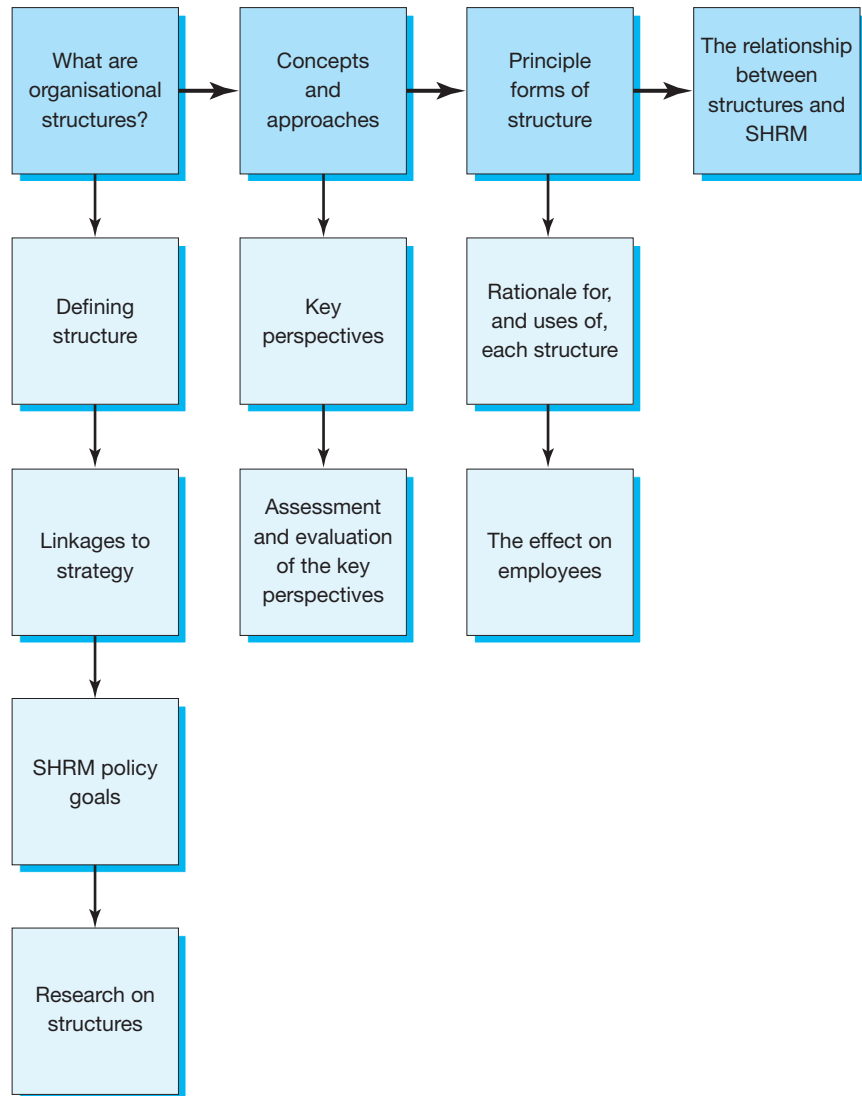 What are
organisational
structures?
Concepts
and
approaches
Principle
forms of
structure
The relationship
between
structures and
SHRM
Defining
structure
Key
perspectives
Rationale for,
and uses of,
each structure
Linkages to
strategy
Assessment
and evaluation
of the key
perspectives
The effect on
employees
SHRM policy
goals
Research on
structures